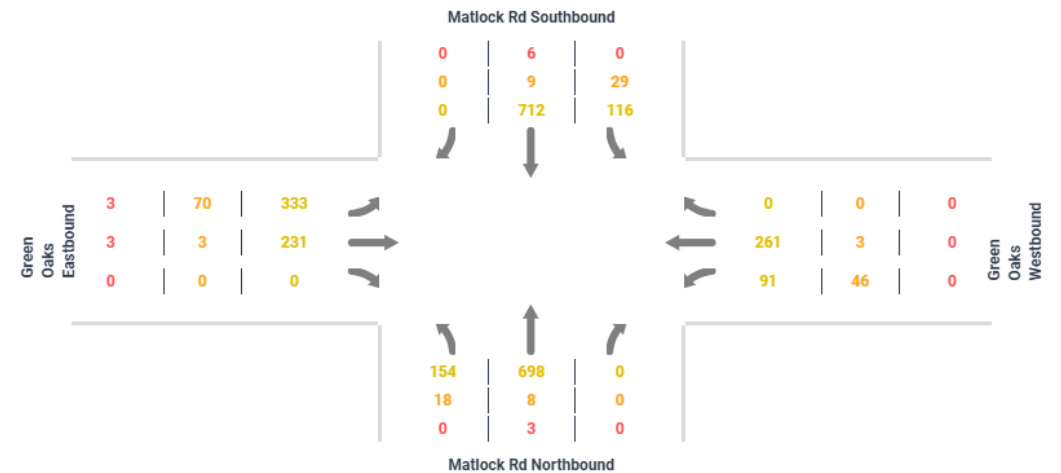 Matlock Rd Southbound
0 6 0
0 9 29
0 712 116
Green
Oaks
Eastbound
3 70 333
3 3 231
0 0 0
0 0 0
261 3 0
91 46 0
Green
Oaks
Westbound
154 698 0
18 8 0
0 3 0
Matlock Rd Northbound